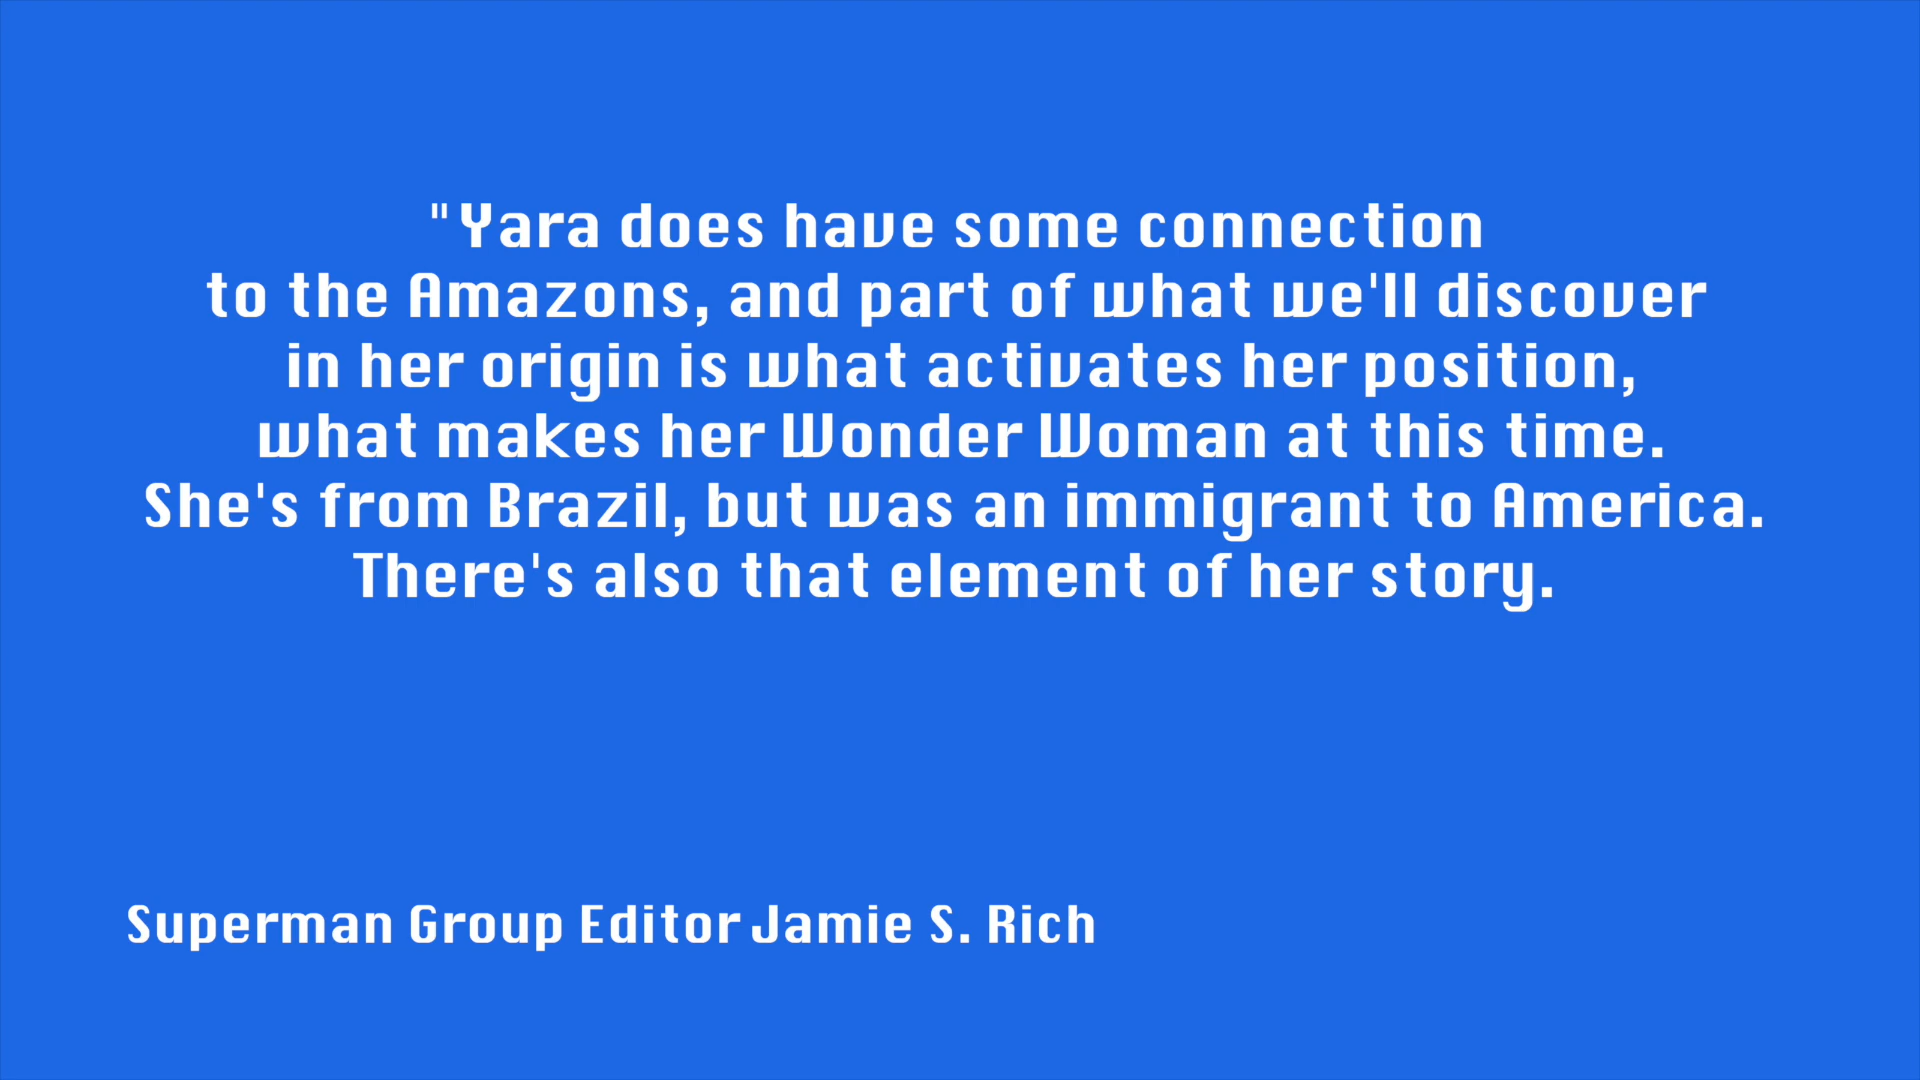 "Yara does have some connection
to the Amazons, and part of what we'll discover
in her origin is what activates her position,
what makes her Wonder Woman at this time.
She's from Brazil, but was an immigrant to America.
There's also that element of her story.
Superman Group Editor Jamie S. Rich